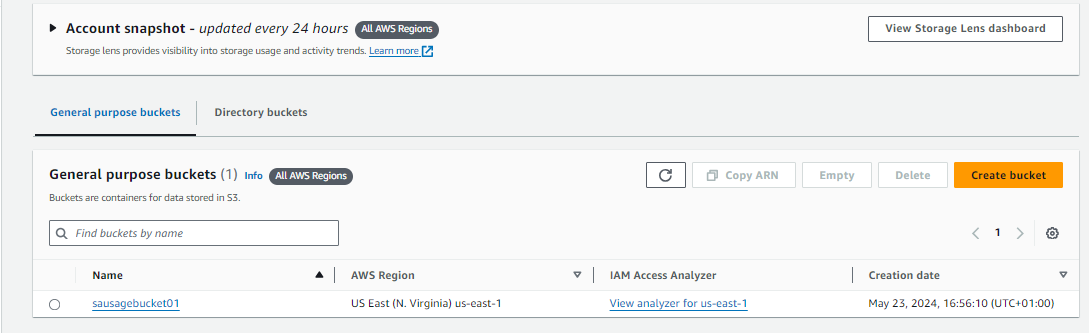 Account snapshot - updated every 24 hours All AWS Regions
View Storage Lens dashboard
Storage lens provides visibility into storage usage and activity trends. Learn more
General purpose buckets Directory buckets
General purpose buckets (1) Info All AWS Regions
Copy ARN Empty Delete Create bucket
Buckets are containers for data stored in S3.
Find buckets by name
1
Name AWS Region IAM Access Analyzer Creation date
sausagebucket01 US East (N. Virginia) us-east-1 View analyzer for us-east-1 May 23, 2024, 16:56:10 (UTC+01:00)